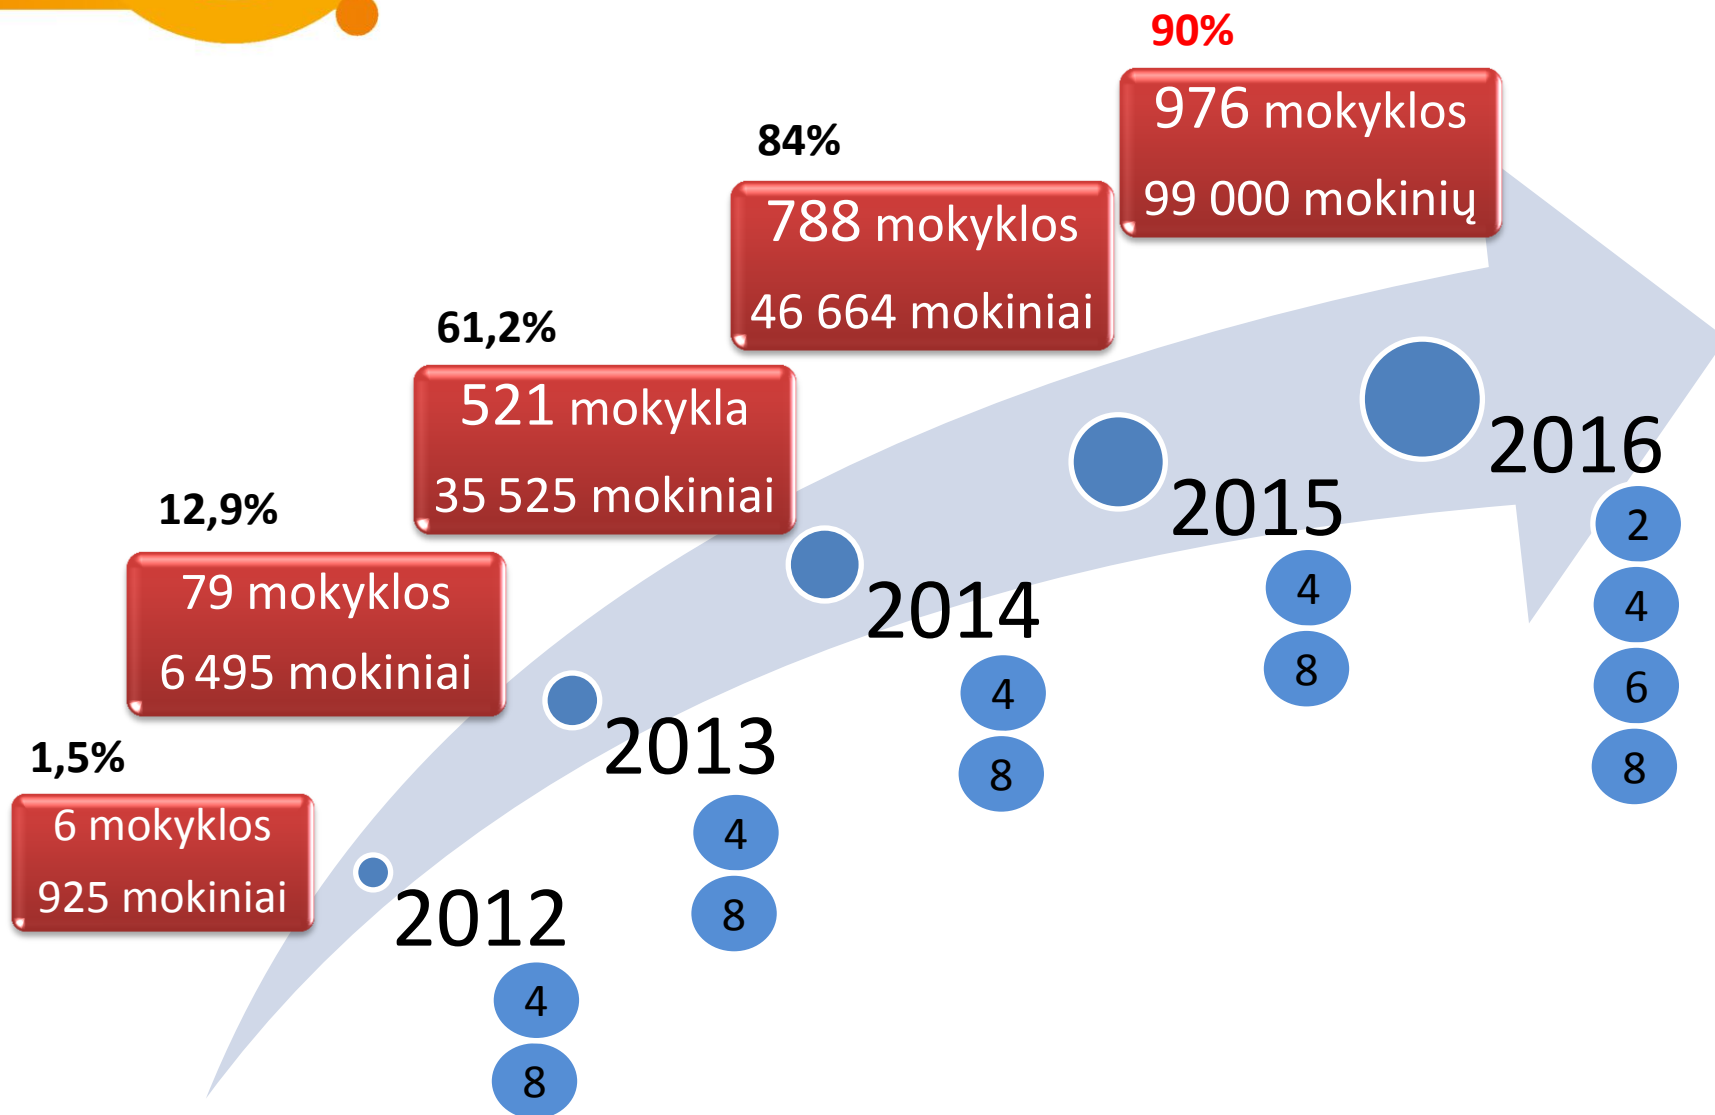 1,5%
6 mokyklos
925 mokiniai
2012
4
8
12,9%
79 mokyklos
6 495 mokiniai
2013
4
8
61,2%
521 mokykla
35 525 mokiniai
2014
4
8
84%
788 mokyklos
46 664 mokiniai
2015
4
8
90%
976 mokyklos
99 000 mokinių
2016
2
4
6
8